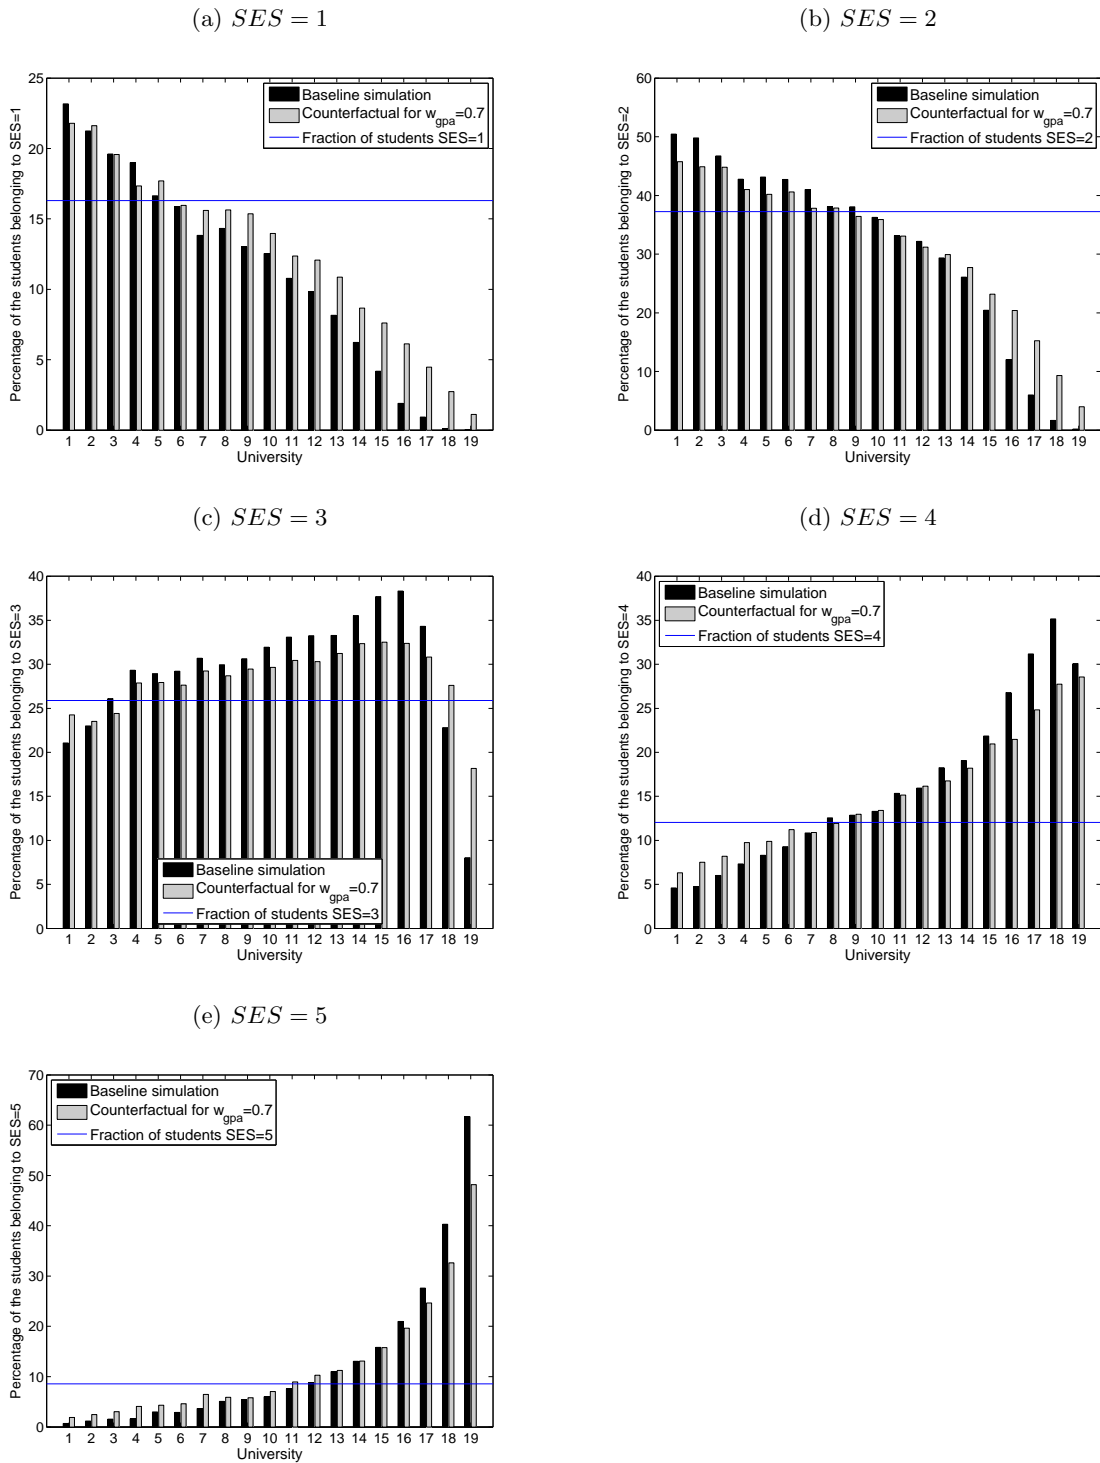 (a) SES = 1
Percentage of the students belonging to SES=1
25
20
15
10
5
0
Baseline simulation
Counterfactual for w_gpa=0.7
Fraction of students SES=1
1 2 3 4 5 6 7 8 9 10 11 12 13 14 15 16 17 18 19
University
(b) SES = 2
Percentage of the students belonging to SES=2
60
50
40
30
20
10
0
Baseline simulation
Counterfactual for w_gpa=0.7
Fraction of students SES=2
1 2 3 4 5 6 7 8 9 10 11 12 13 14 15 16 17 18 19
University
(c) SES = 3
Percentage of the students belonging to SES=3
40
35
30
25
20
15
10
5
0
Baseline simulation
Counterfactual for w_gpa=0.7
Fraction of students SES=3
1 2 3 4 5 6 7 8 9 10 11 12 13 14 15 16 17 18 19
University
(d) SES = 4
Percentage of the students belonging to SES=4
40
35
30
25
20
15
10
5
0
Baseline simulation
Counterfactual for w_gpa=0.7
Fraction of students SES=4
1 2 3 4 5 6 7 8 9 10 11 12 13 14 15 16 17 18 19
University
(e) SES = 5
Percentage of the students belonging to SES=5
70
60
50
40
30
20
10
0
Baseline simulation
Counterfactual for w_gpa=0.7
Fraction of students SES=5
1 2 3 4 5 6 7 8 9 10 11 12 13 14 15 16 17 18 19
University